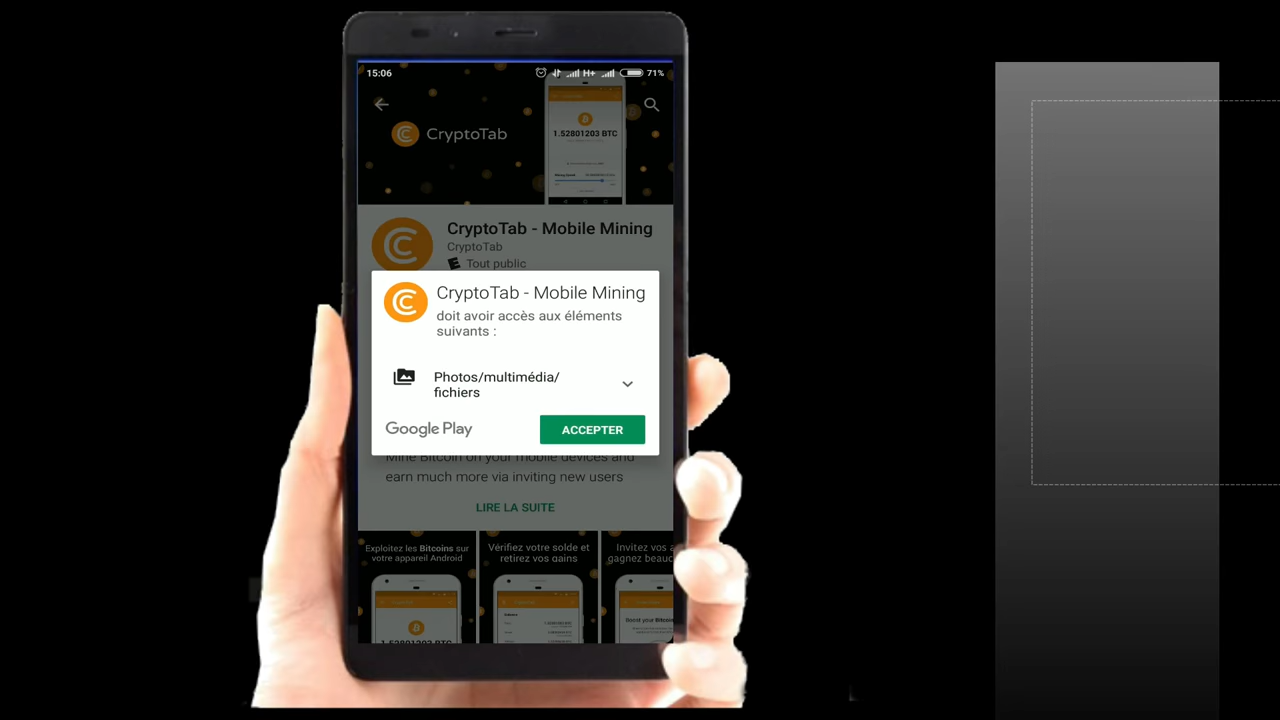 15:06
H+
71%
CryptoTab
1.52801203 BTC
CryptoTab - Mobile Mining
CryptoTab
Tout public
CryptoTab - Mobile Mining
doit avoir accès aux éléments
suivants :
Photos/multimédia/
fichiers
Google Play
ACCEPTER
Mine Bitcoin on your mobile devices and
earn much more via inviting new users
LIRE LA SUITE
Exploitez les Bitcoins sur
votre appareil Android
Vérifiez votre solde et
retirez vos gains
Invitez vos a
gagnez beauc
1.52801203 BTC